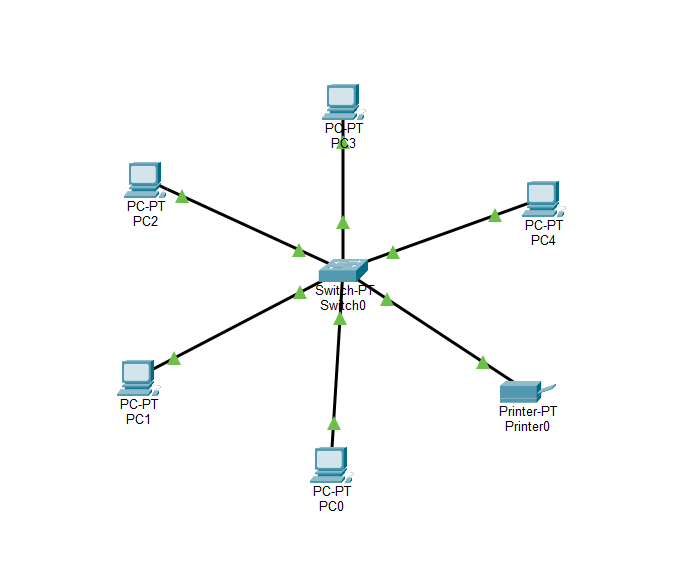 PC-PT
PC3
PC-PT
PC2
PC-PT
PC4
Switch-PT
Switch0
PC-PT
PC1
Printer-PT
Printer0
PC-PT
PC0